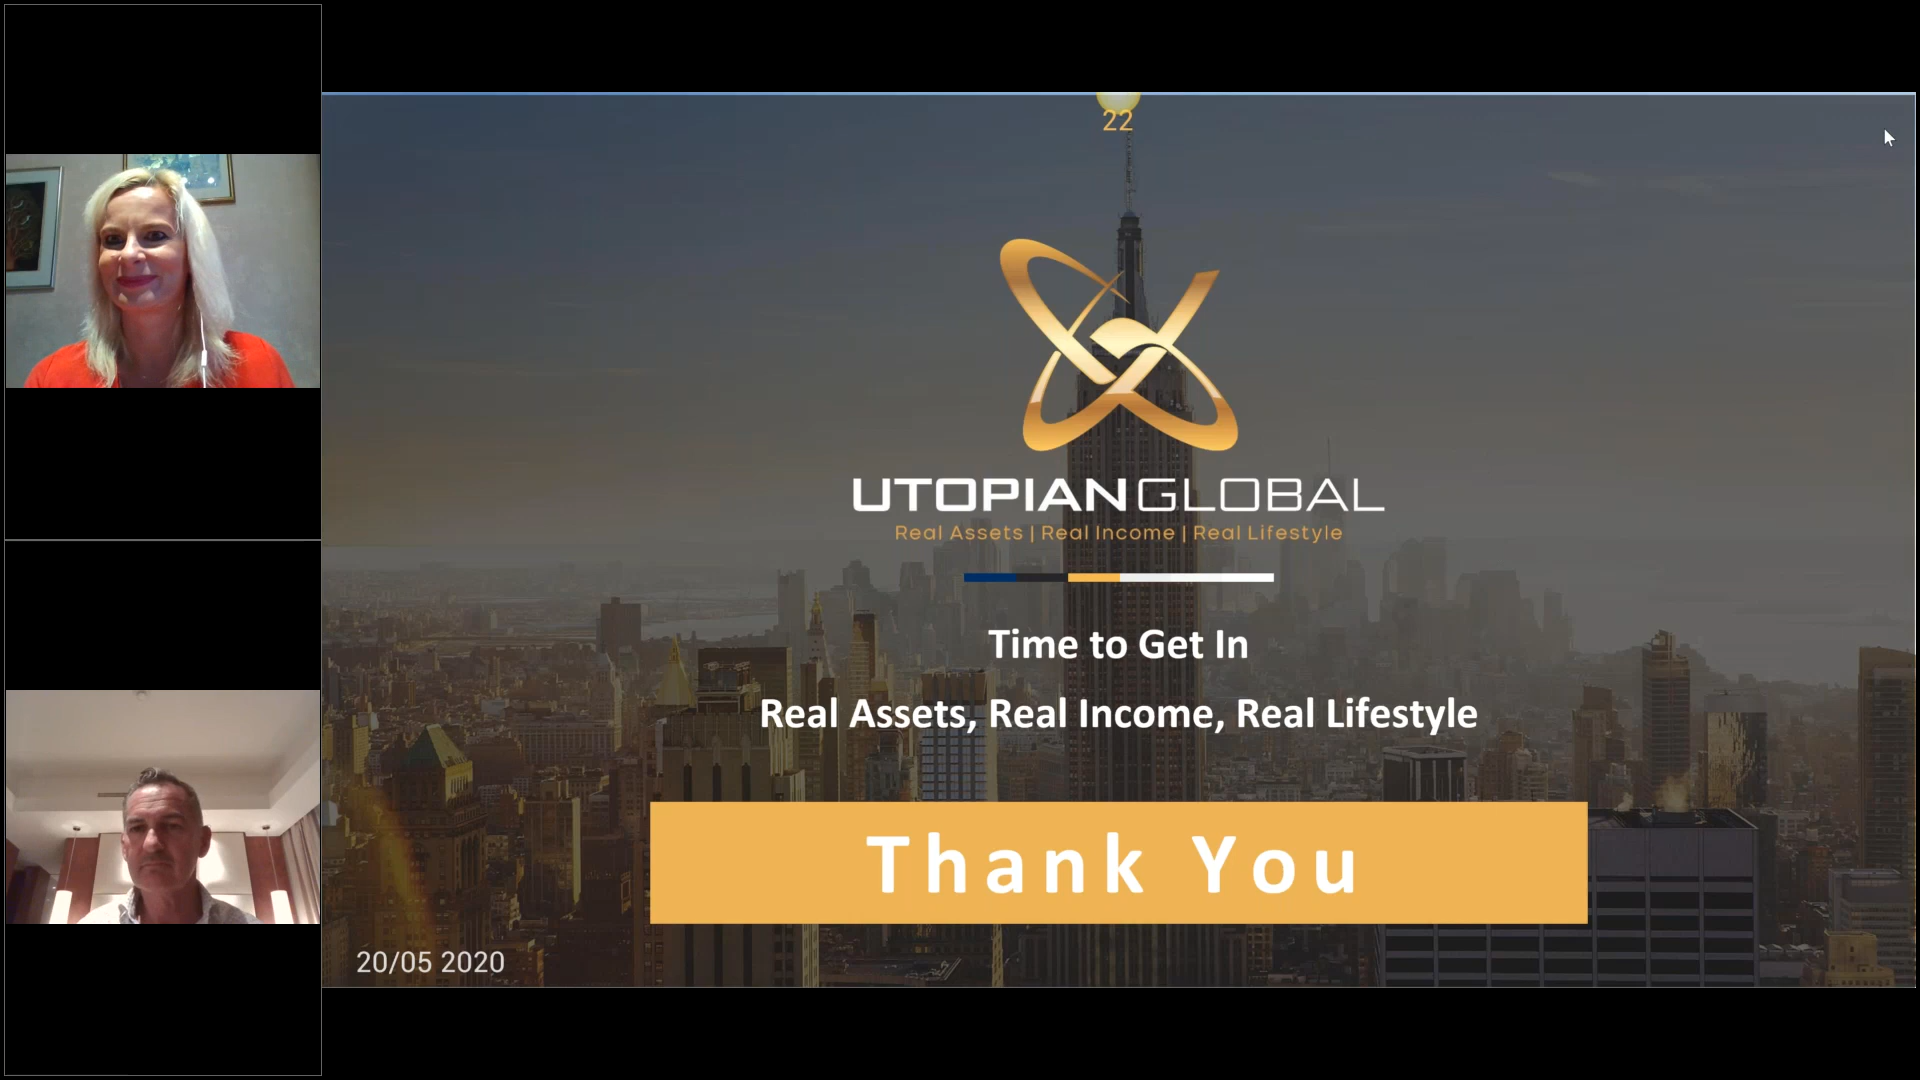 22
UTOPIANGLOBAL
Real Assets | Real Income | Real Lifestyle
Time to Get In
Real Assets, Real Income, Real Lifestyle
Thank You
20/05 2020